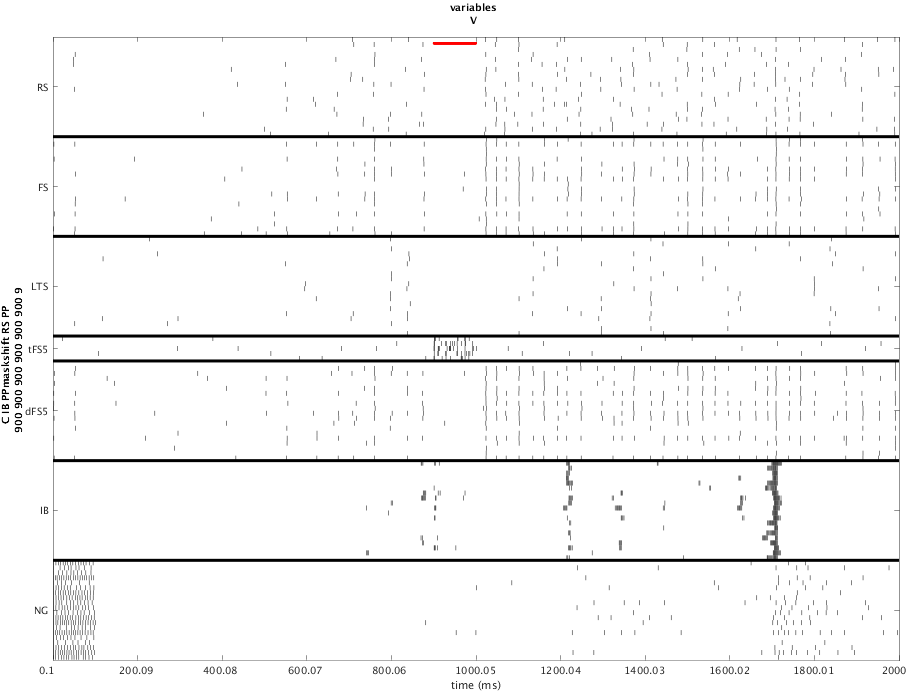 variables
V
RS
FS
LTS
tFS5
dFS5
IB
NG
C IB PPmaskshift RS PP
900 900 900 900 900 900 9
0.1 200.09 400.08 600.07 800.06 1000.05 1200.04 1400.03 1600.02 1800.01 2000
time (ms)